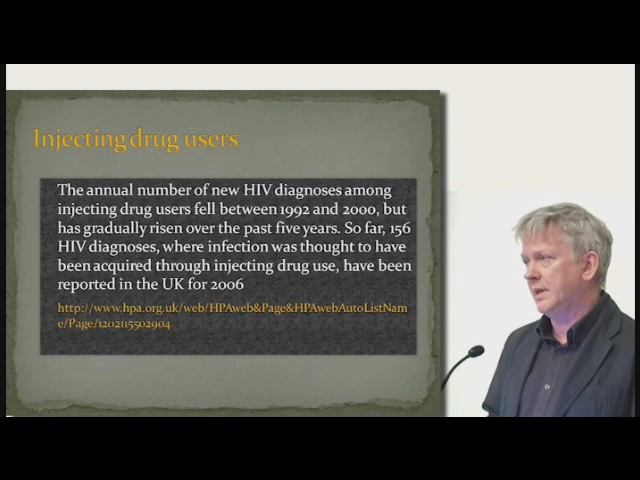 Injecting drug users
The annual number of new HIV diagnoses among
injecting drug users fell between 1992 and 2000, but
has gradually risen over the past five years. So far, 156
HIV diagnoses, where infection was thought to have
been acquired through injecting drug use, have been
reported in the UK for 2006
http://www.hpa.org.uk/web/HPAweb&Page&HPAwebAutoListNam
e/Page/1202115502904